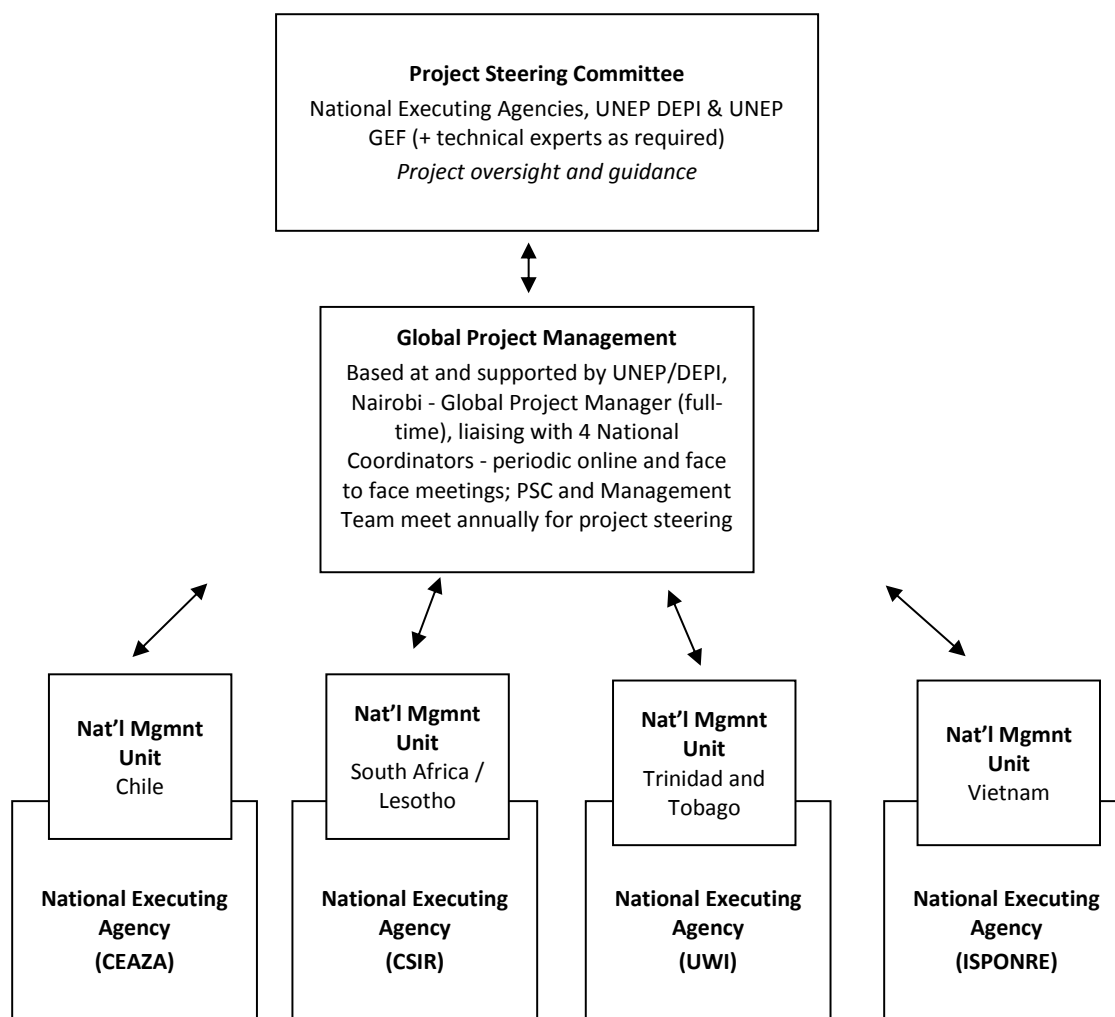 Project Steering Committee
National Executing Agencies, UNEP DEPI & UNEP
GEF (+ technical experts as required)
Project oversight and guidance
Global Project Management
Based at and supported by UNEP/DEPI,
Nairobi - Global Project Manager (full-
time), liaising with 4 National
Coordinators - periodic online and face
to face meetings; PSC and Management
Team meet annually for project steering
Nat’l Mgmnt
Unit
Chile
Nat’l Mgmnt
Unit
South Africa /
Lesotho
Nat’l Mgmnt
Unit
Trinidad and
Tobago
Nat’l Mgmnt
Unit
Vietnam
National Executing
Agency
(CEAZA)
National Executing
Agency
(CSIR)
National Executing
Agency
(UWI)
National Executing
Agency
(ISPONRE)